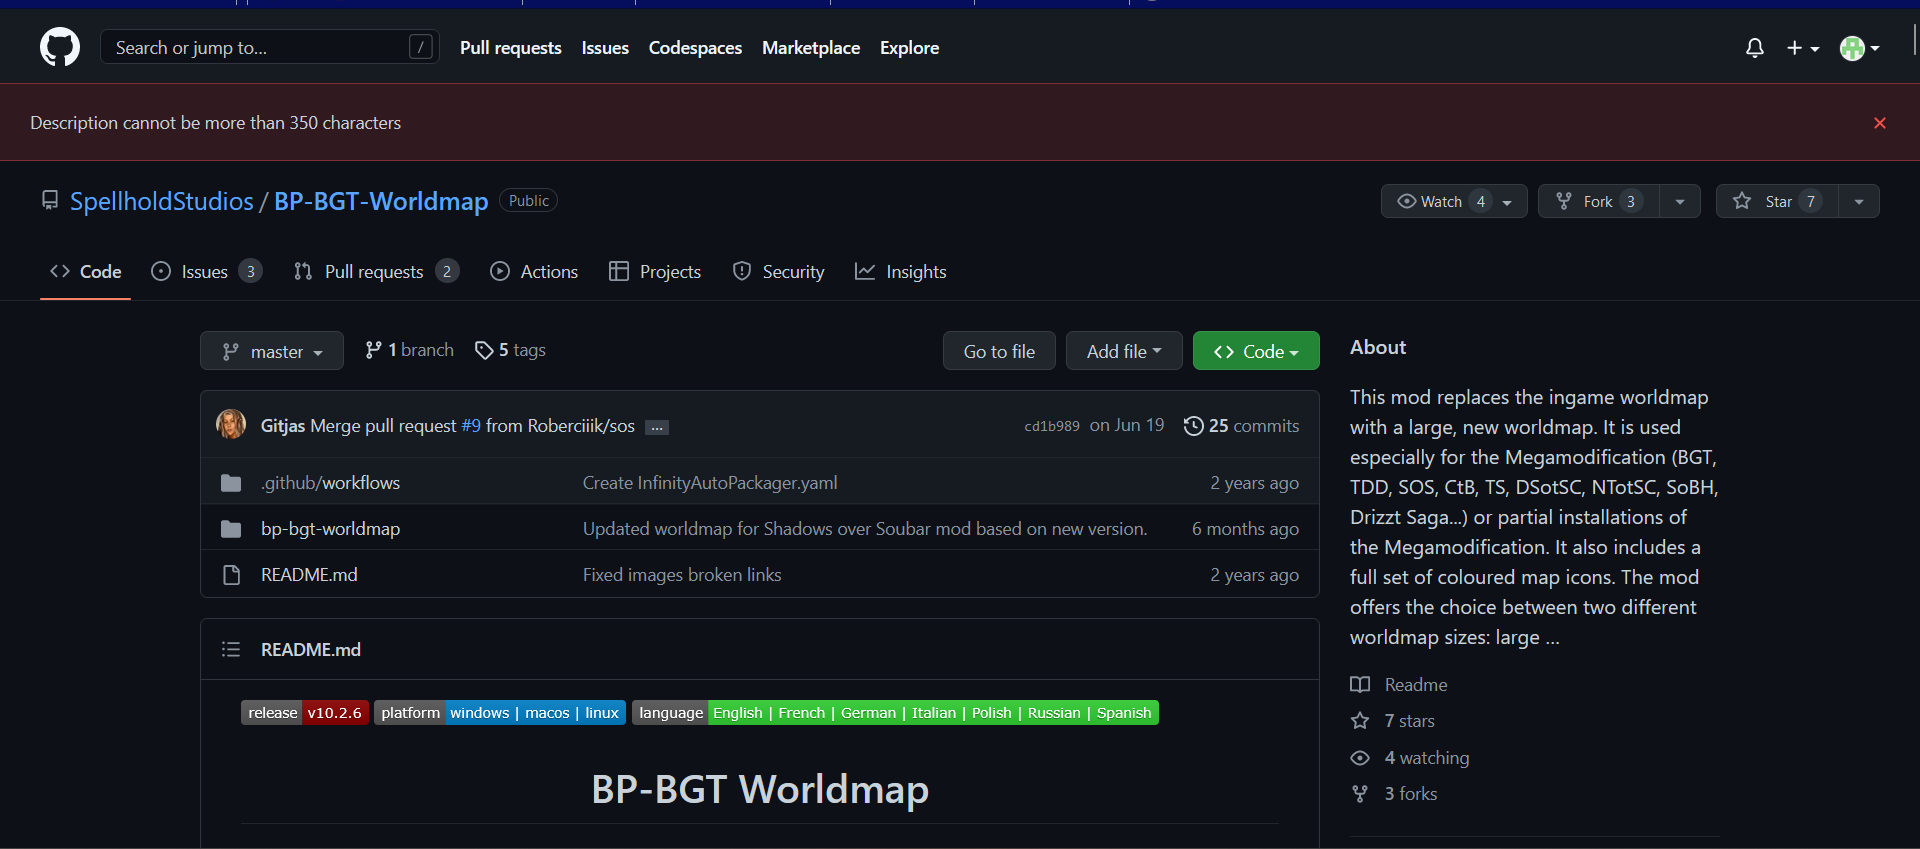 Search or jump to... /
Pull requests Issues Codespaces Marketplace Explore
Description cannot be more than 350 characters
SpellholdStudios / BP-BGT-Worldmap Public
Watch 4 Fork 3 Star 7
Code Issues 3 Pull requests 2 Actions Projects Security Insights
master 1 branch 5 tags
Go to file Add file Code
Gitjas Merge pull request #9 from Roberciiik/sos ... cd1b989 on Jun 19 25 commits
.github/workflows Create InfinityAutoPackager.yaml 2 years ago
bp-bgt-worldmap Updated worldmap for Shadows over Soubar mod based on new version. 6 months ago
README.md Fixed images broken links 2 years ago
README.md
release v10.2.6 platform windows | macos | linux language English | French | German | Italian | Polish | Russian | Spanish
BP-BGT Worldmap
About
This mod replaces the ingame worldmap
with a large, new worldmap. It is used
especially for the Megamodification (BGT,
TDD, SOS, CtB, TS, DSotSC, NTotSC, SoBH,
Drizzt Saga...) or partial installations of
the Megamodification. It also includes a
full set of coloured map icons. The mod
offers the choice between two different
worldmap sizes: large ...
Readme
7 stars
4 watching
3 forks